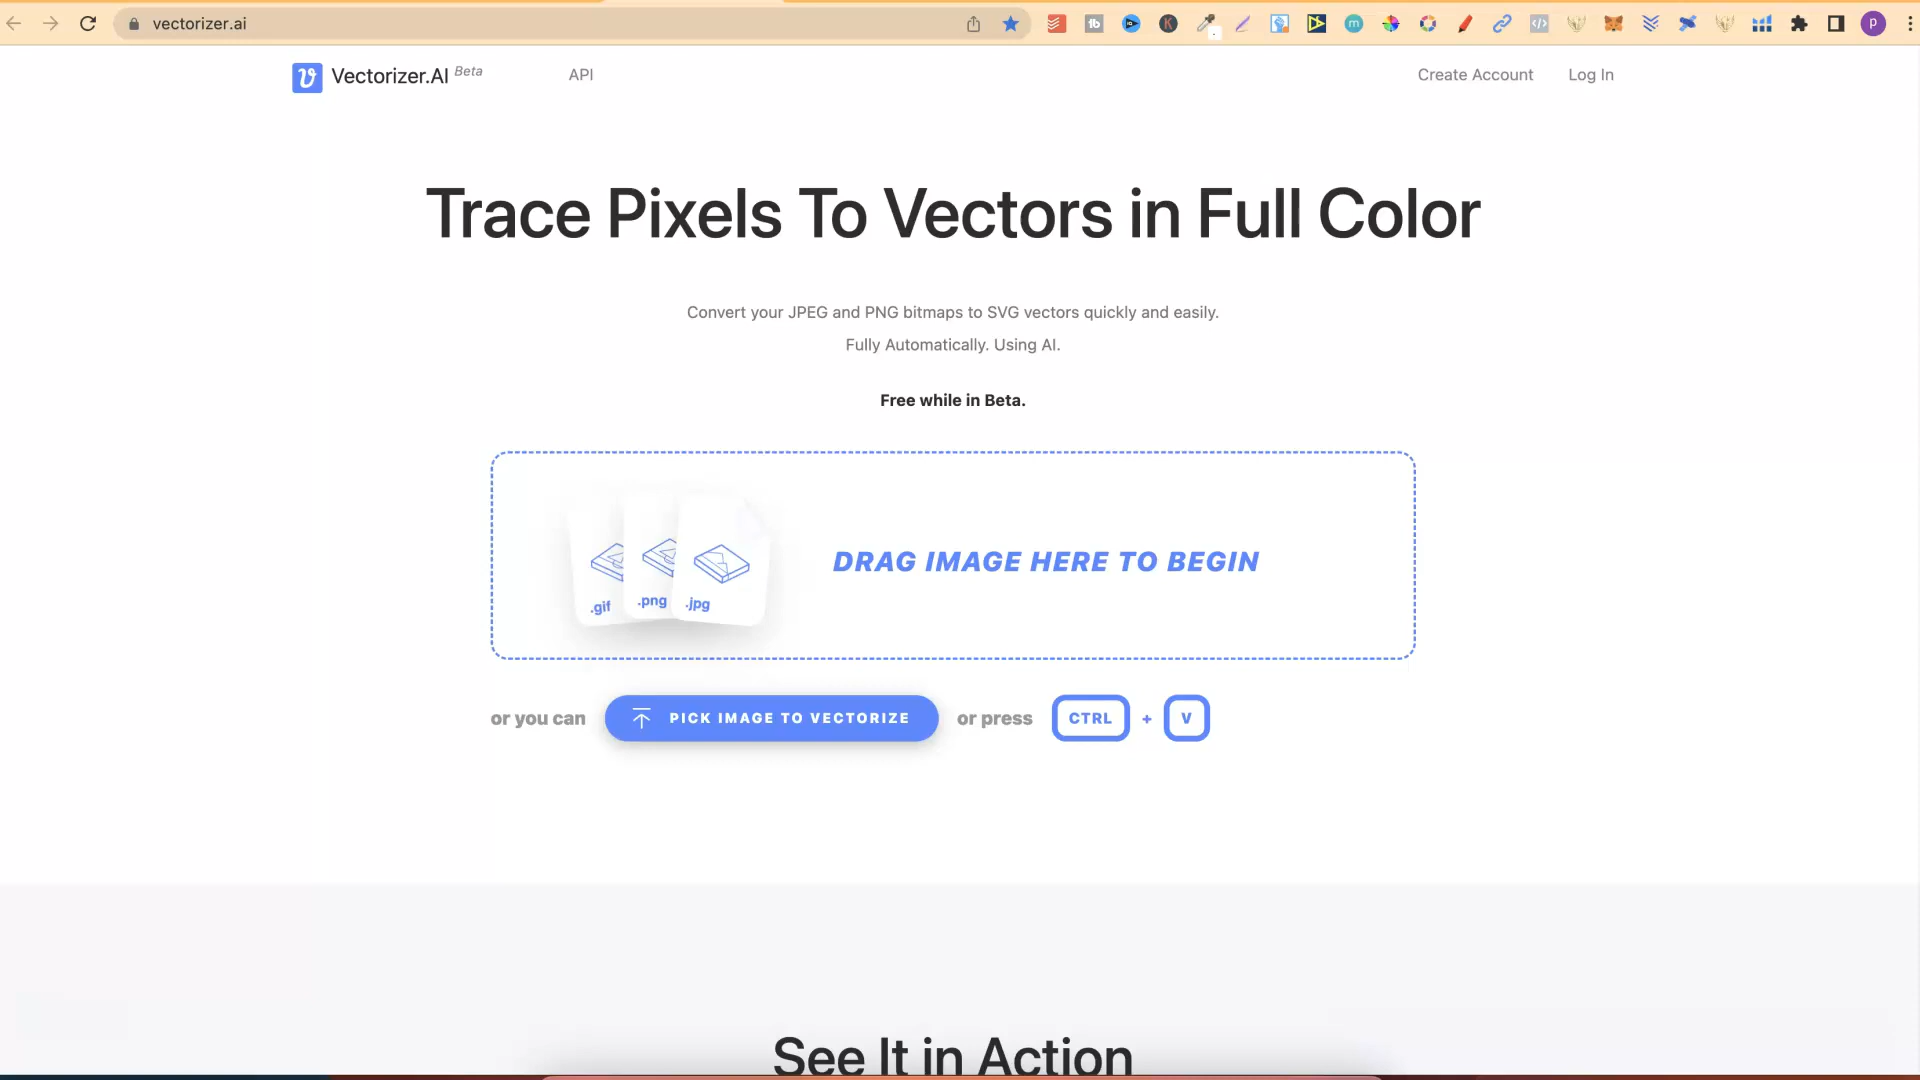 vectorizer.ai
Vectorizer.AI Beta
API
Create Account
Log In
Trace Pixels To Vectors in Full Color
Convert your JPEG and PNG bitmaps to SVG vectors quickly and easily.
Fully Automatically. Using AI.
Free while in Beta.
.gif
.png
.jpg
DRAG IMAGE HERE TO BEGIN
or you can
PICK IMAGE TO VECTORIZE
or press
CTRL
+
V
See It in Action